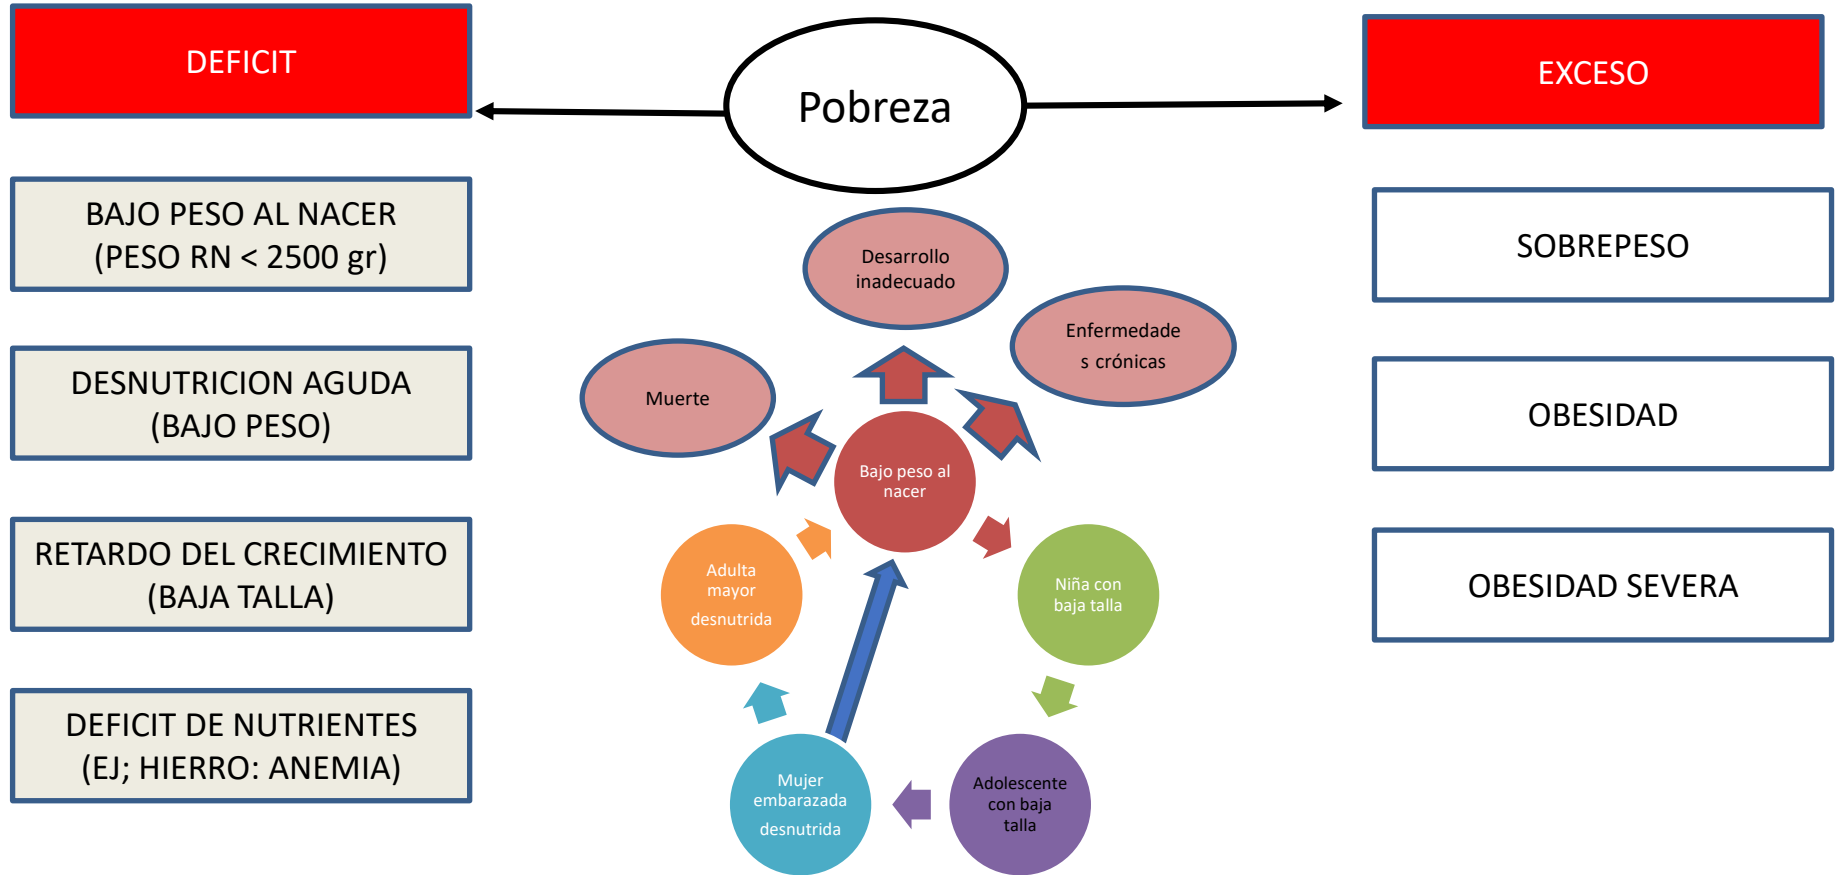 DEFICIT
Pobreza
EXCESO
BAJO PESO AL NACER
(PESO RN < 2500 gr)
DESNUTRICION AGUDA
(BAJO PESO)
RETARDO DEL CRECIMIENTO
(BAJA TALLA)
DEFICIT DE NUTRIENTES
(EJ; HIERRO: ANEMIA)
Desarrollo
inadecuado
Enfermedade
s crónicas
Muerte
Bajo peso al
nacer
Niña con
baja talla
Adolescente
con baja
talla
Mujer
embarazada
desnutrida
Adulta
mayor
desnutrida
SOBREPESO
OBESIDAD
OBESIDAD SEVERA